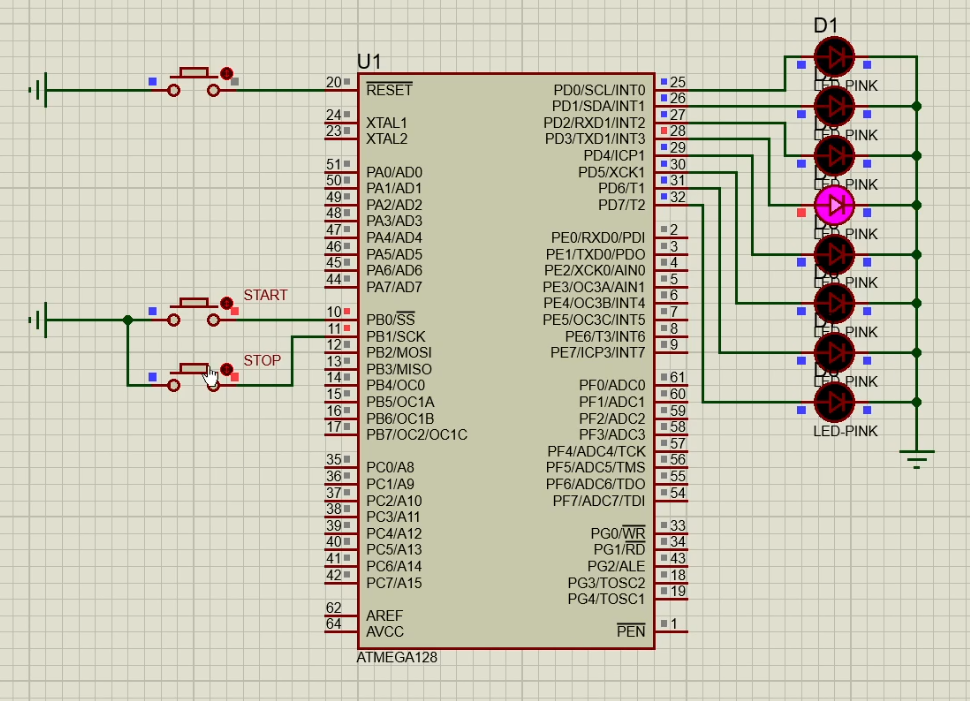 U1
20 RESET
24 XTAL1
23 XTAL2
51 PA0/AD0
50 PA1/AD1
49 PA2/AD2
48 PA3/AD3
47 PA4/AD4
46 PA5/AD5
45 PA6/AD6
44 PA7/AD7
START
10 PB0/SS
11 PB1/SCK
STOP
12 PB2/MOSI
13 PB3/MISO
14 PB4/OC0
15 PB5/OC1A
16 PB6/OC1B
17 PB7/OC2/OC1C
35 PC0/A8
36 PC1/A9
37 PC2/A10
38 PC3/A11
39 PC4/A12
40 PC5/A13
41 PC6/A14
42 PC7/A15
62 AREF
64 AVCC
PD0/SCL/INT0 25
PD1/SDA/INT1 26
PD2/RXD1/INT2 27
PD3/TXD1/INT3 28
PD4/ICP1 29
PD5/XCK1 30
PD6/T1 31
PD7/T2 32
PE0/RXD0/PDI 2
PE1/TXD0/PDO 3
PE2/XCK0/AIN0 4
PE3/OC3A/AIN1 5
PE4/OC3B/INT4 6
PE5/OC3C/INT5 7
PE6/T3/INT6 8
PE7/ICP3/INT7 9
PF0/ADC0 61
PF1/ADC1 60
PF2/ADC2 59
PF3/ADC3 58
PF4/ADC4/TCK 57
PF5/ADC5/TMS 56
PF6/ADC6/TDO 55
PF7/ADC7/TDI 54
PG0/WR 33
PG1/RD 34
PG2/ALE 43
PG3/TOSC2 18
PG4/TOSC1 19
PEN 1
ATMEGA128
D1
LED-PINK
LED-PINK
LED-PINK
LED-PINK
LED-PINK
LED-PINK
LED-PINK
LED-PINK